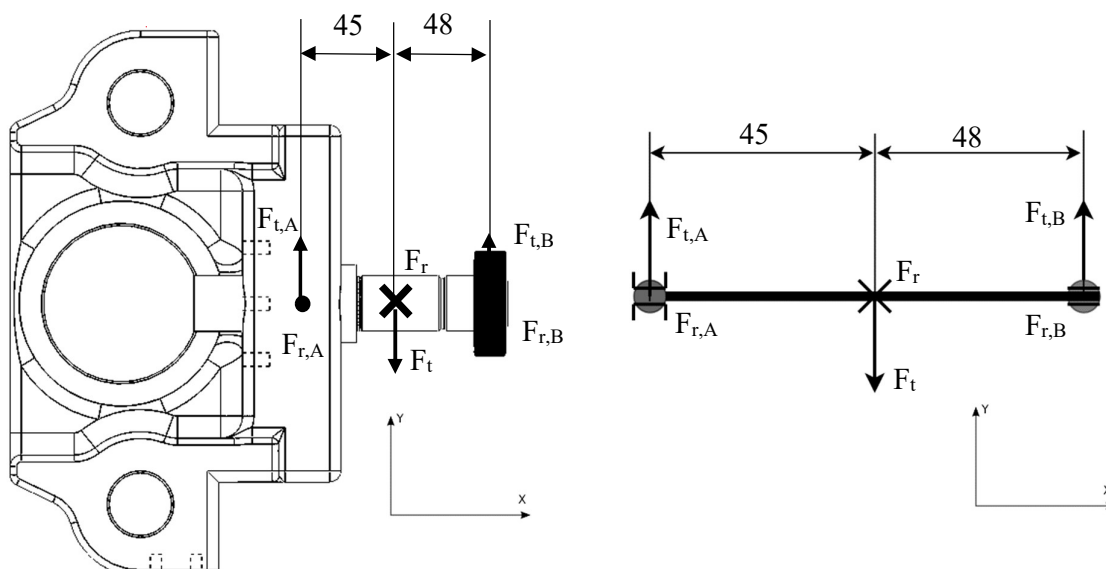 45 48
F_t,A
F_r
F_t,B
F_r,A
F_r,B
F_t
Y
X
45 48
F_t,A
F_t,B
F_r
F_r,A
F_r,B
F_t
Y
X